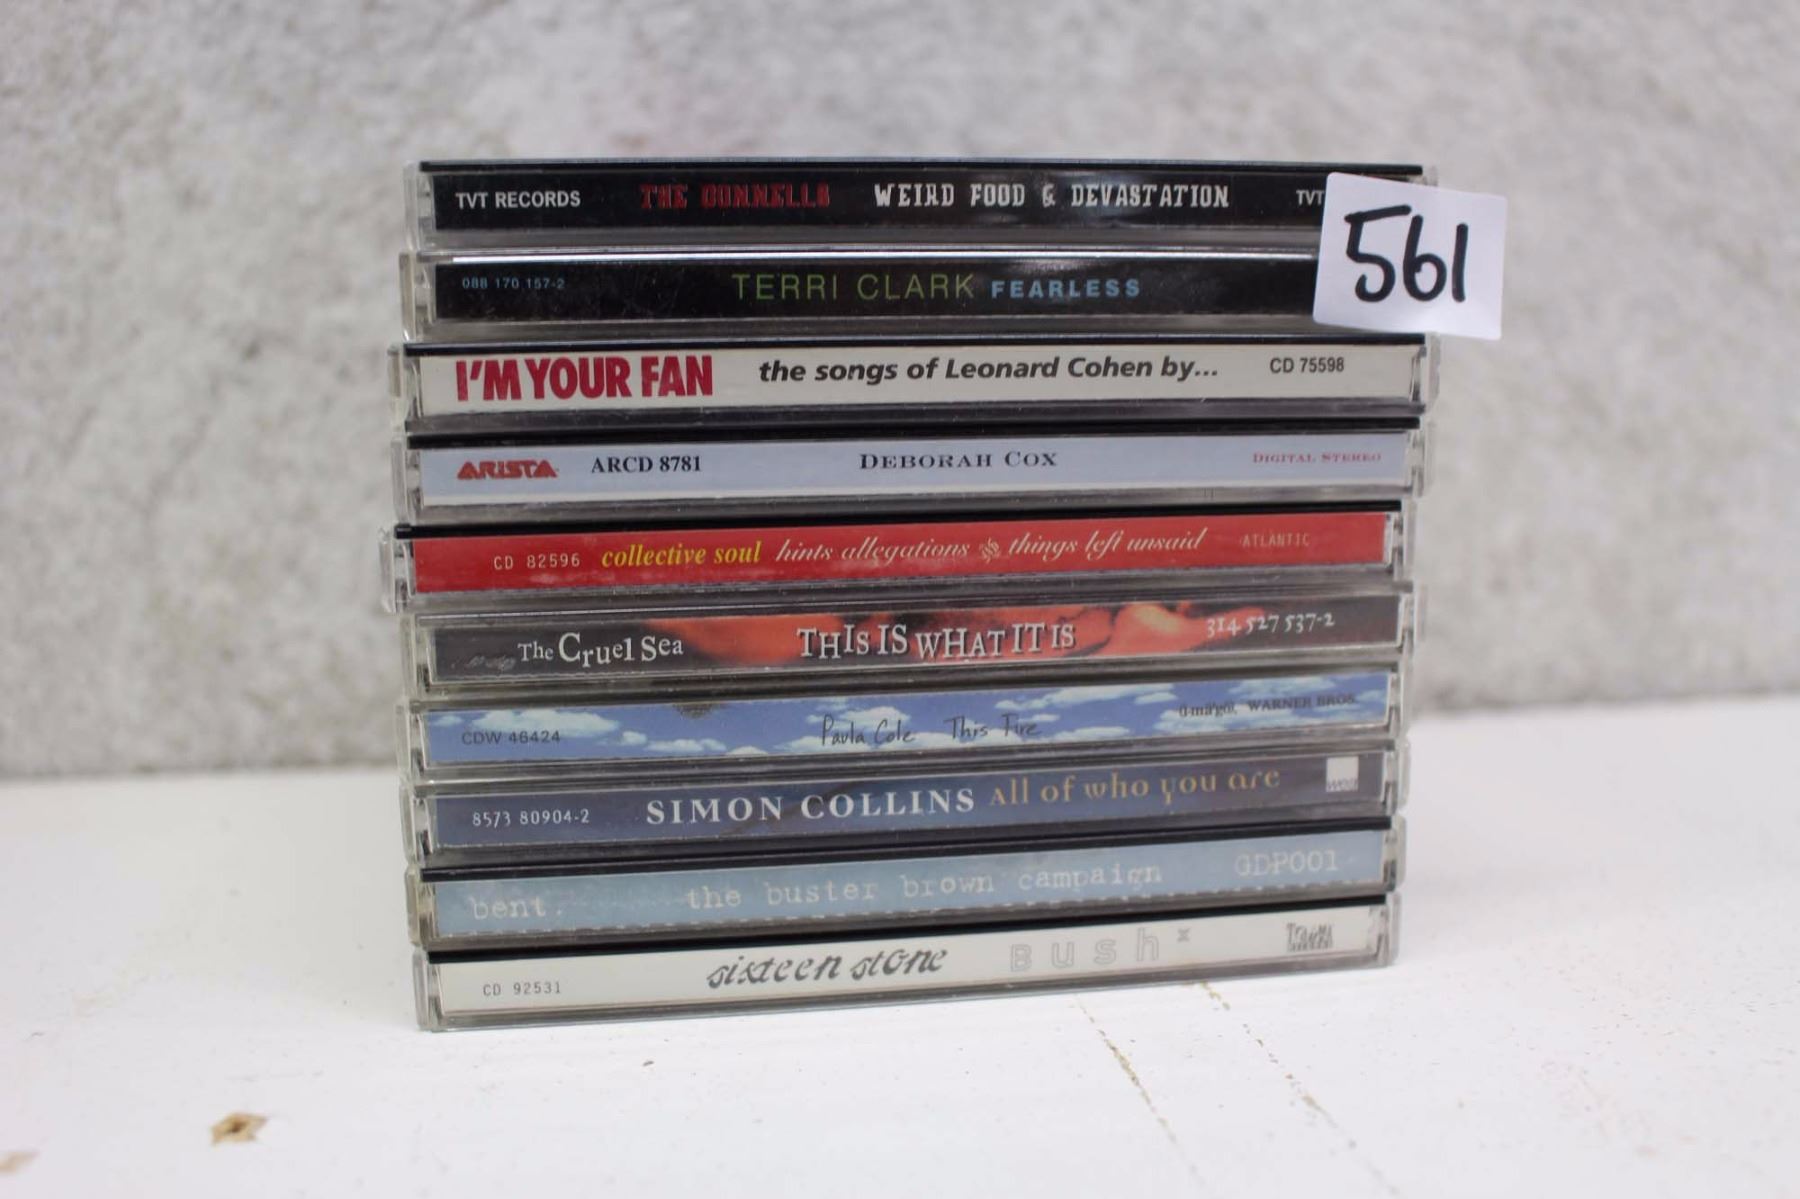 TVT RECORDS THE CONNELLS WEIRD FOOD & DEVASTATION TVT
561
088 170 157-2 TERRI CLARK FEARLESS
I'M YOUR FAN the songs of Leonard Cohen by... CD 75598
ARISTA ARCD 8781 DEBORAH COX DIGITAL STEREO
CD 82596 collective soul hints allegations & things left unsaid ATLANTIC
The Cruel Sea THIS IS WHAT IT IS 314-527 537-2
CDW 46424 Paula Cole This Fire WARNER BROS.
8573 80904-2 SIMON COLLINS All of who you are
bent. the buster brown campaign GDP001
CD 92531 sixteen stone Bush x TRAUMA